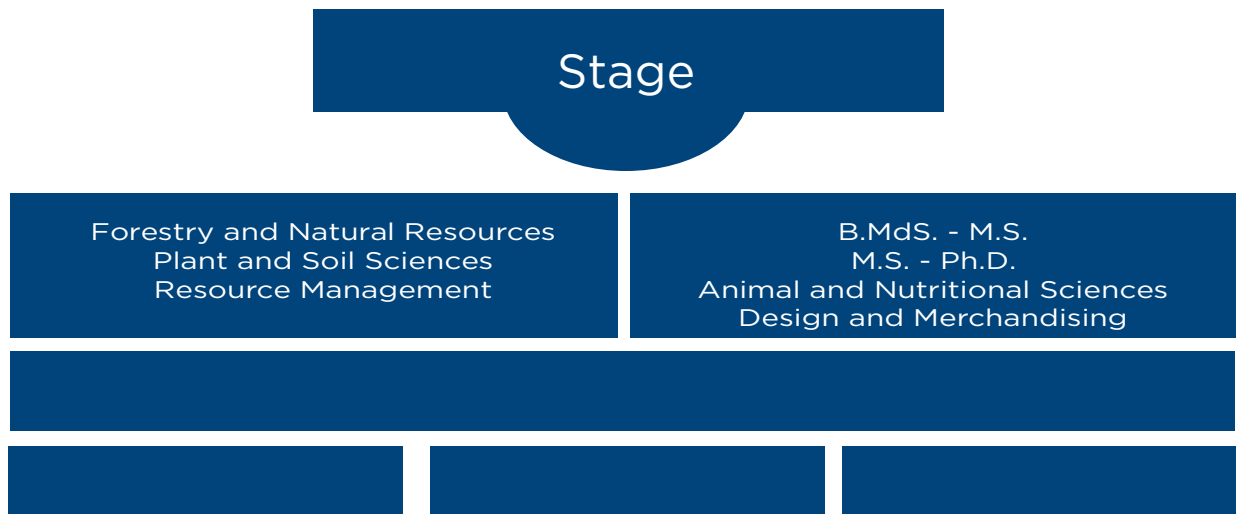 Stage
Forestry and Natural Resources
Plant and Soil Sciences
Resource Management
B.MdS. - M.S.
M.S. - Ph.D.
Animal and Nutritional Sciences
Design and Merchandising